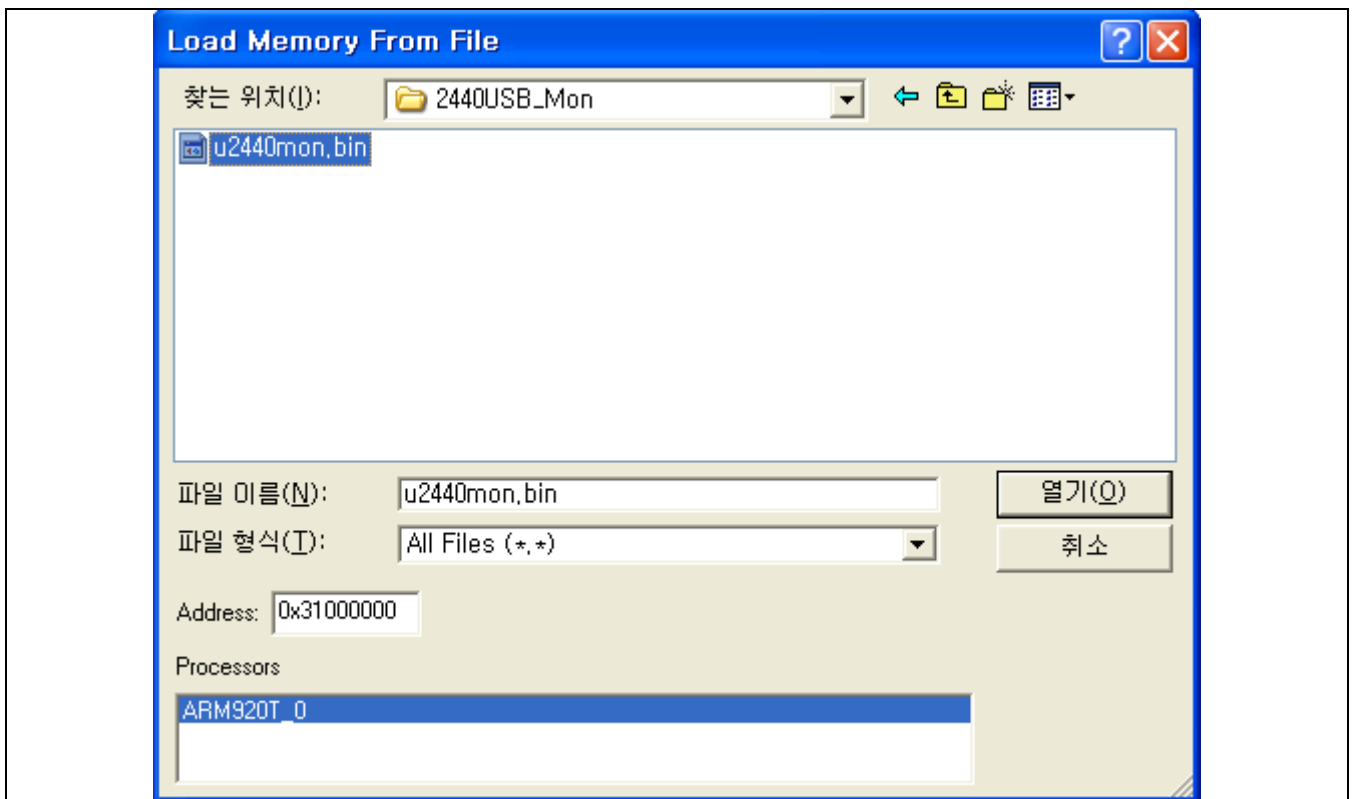 Load Memory From File
찾는 위치(I): 2440USB_Mon
u2440mon.bin
파일 이름(N): u2440mon.bin 열기(O)
파일 형식(T): All Files (*.*) 취소
Address: 0x31000000
Processors
ARM920T_0